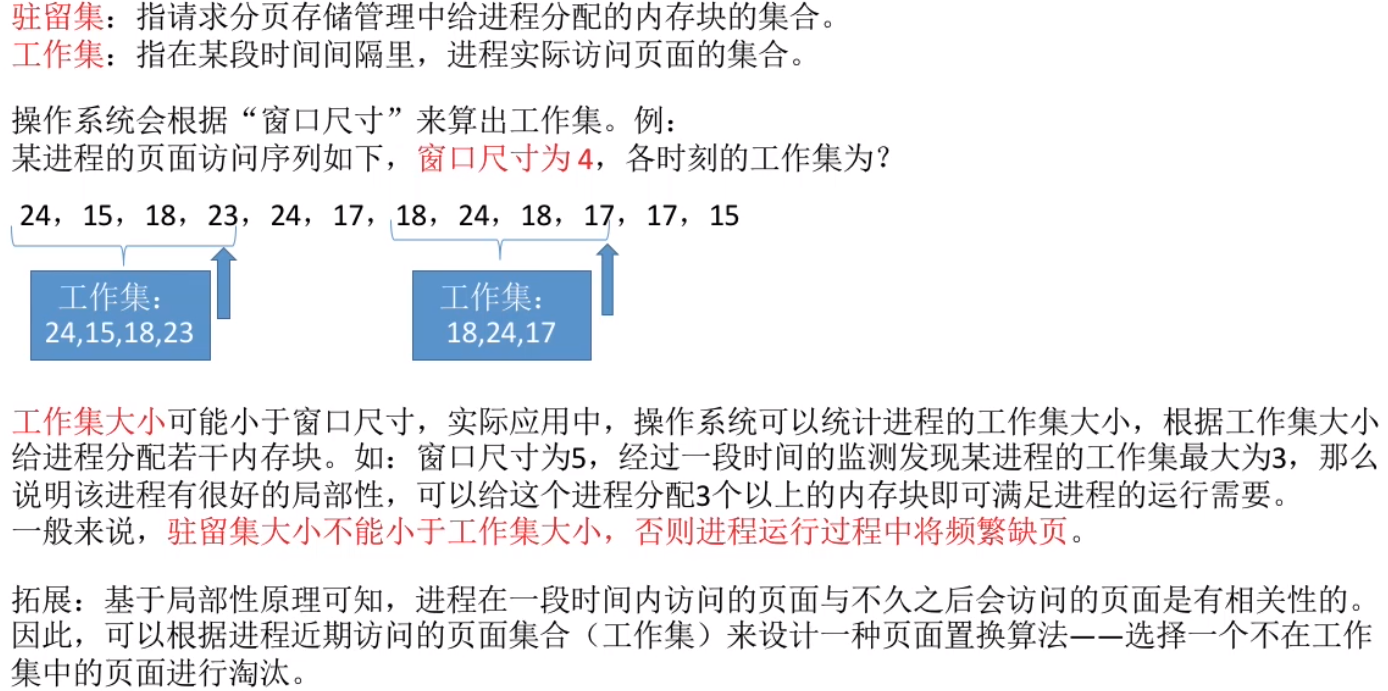 驻留集：指请求分页存储管理中给进程分配的内存块的集合。
工作集：指在某段时间间隔里，进程实际访问页面的集合。
操作系统会根据“窗口尺寸”来算出工作集。例：
某进程的页面访问序列如下，窗口尺寸为 4，各时刻的工作集为？
24，15，18，23，24，17，18，24，18，17，17，15
工作集：
24,15,18,23
工作集：
18,24,17
工作集大小可能小于窗口尺寸，实际应用中，操作系统可以统计进程的工作集大小，根据工作集大小
给进程分配若干内存块。如：窗口尺寸为5，经过一段时间的监测发现某进程的工作集最大为3，那么
说明该进程有很好的局部性，可以给这个进程分配3个以上的内存块即可满足进程的运行需要。
一般来说，驻留集大小不能小于工作集大小，否则进程运行过程中将频繁缺页。
拓展：基于局部性原理可知，进程在一段时间内访问的页面与不久之后会访问的页面是有相关性的。
因此，可以根据进程近期访问的页面集合（工作集）来设计一种页面置换算法——选择一个不在工作
集中的页面进行淘汰。